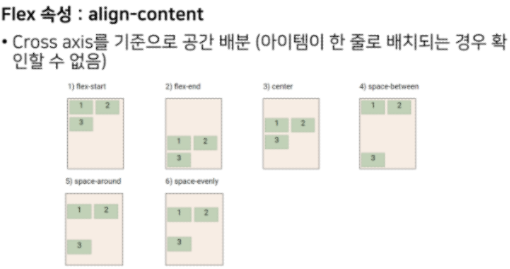 Flex 속성 : align-content
• Cross axis를 기준으로 공간 배분 (아이템이 한 줄로 배치되는 경우 확
인할 수 없음)
1) flex-start 2) flex-end 3) center 4) space-between
1 2
3
1 2
3
1 2
3
1 2
3
5) space-around 6) space-evenly
1 2
3
1 2
3